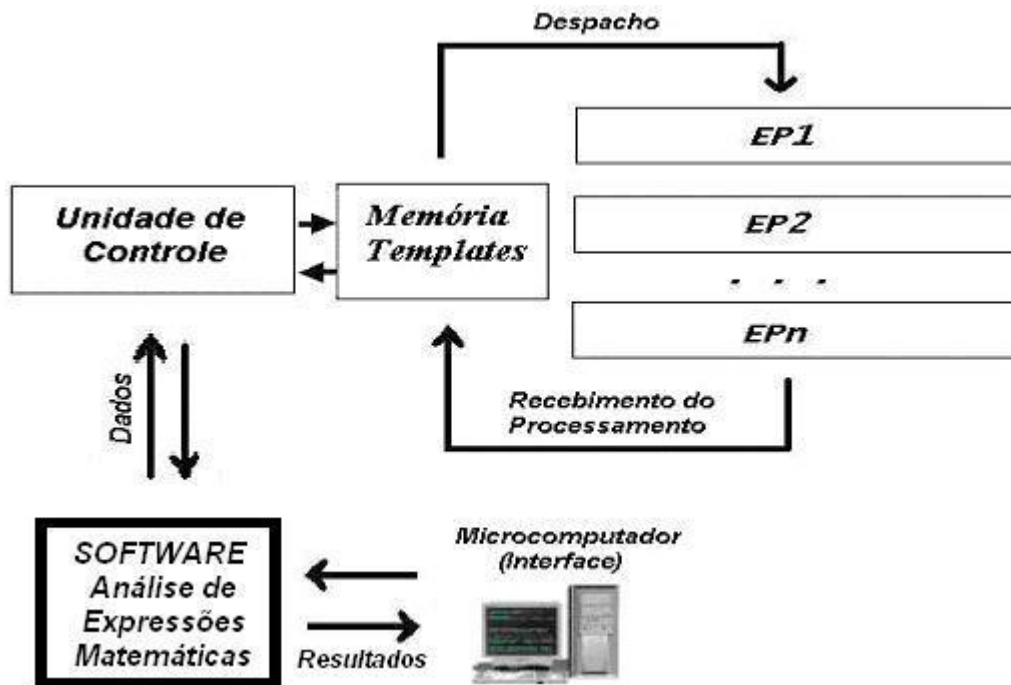 Despacho
EP1
Unidade de
Controle
Memória
Templates
EP2
. . .
EPn
Dados
Recebimento do
Processamento
SOFTWARE
Análise de
Expressões
Matemáticas
Microcomputador
(Interface)
Resultados